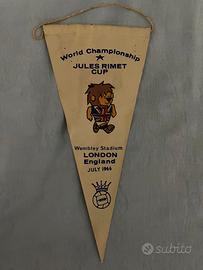 World Championship
JULES RIMET
CUP
Wembley Stadium
LONDON
England
JULY 1966
subito